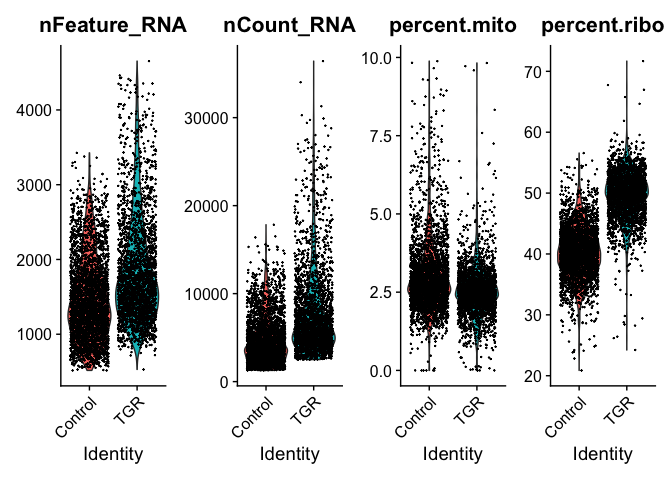 nFeature_RNA
4000
3000
2000
1000
Control
TGR
Identity
nCount_RNA
30000
20000
10000
0
Control
TGR
Identity
percent.mito
10.0
7.5
5.0
2.5
0.0
Control
TGR
Identity
percent.ribo
70
60
50
40
30
20
Control
TGR
Identity